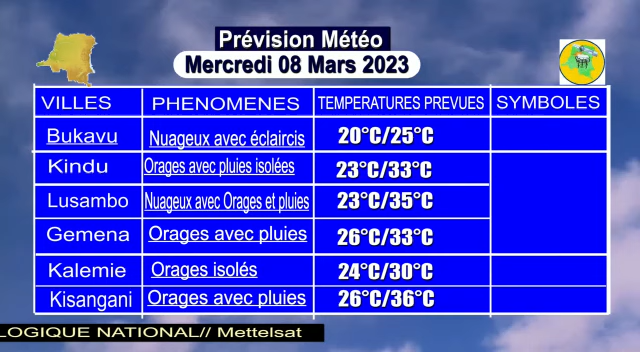 Prévision Météo
Mercredi 08 Mars 2023
VILLES PHENOMENES TEMPERATURES PREVUES SYMBOLES
Bukavu Nuageux avec éclaircis 20°C/25°C
Kindu Orages avec pluies isolées 23°C/33°C
Lusambo Nuageux avec Orages et pluies 23°C/35°C
Gemena Orages avec pluies 26°C/33°C
Kalemie Orages isolés 24°C/30°C
Kisangani Orages avec pluies 26°C/36°C
LOGIQUE NATIONAL// Mettelsat